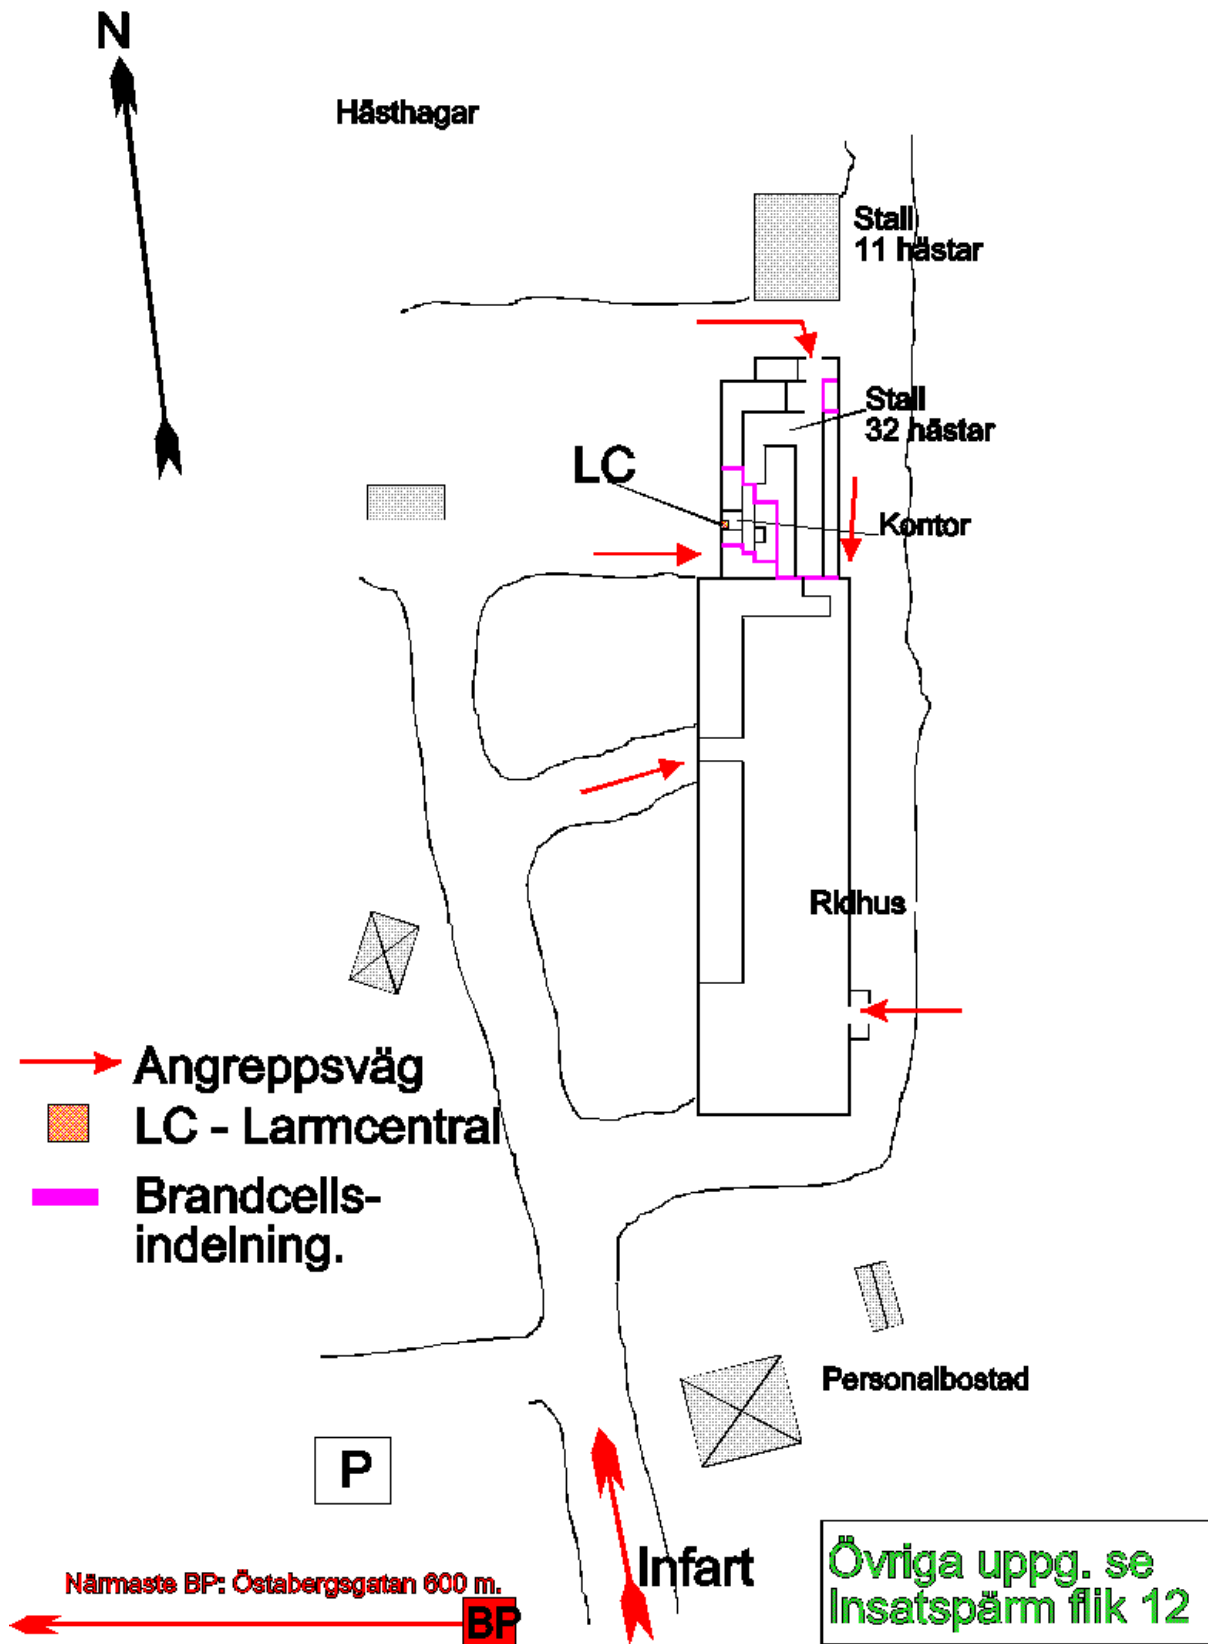 N
Hästhagar
Stall
11 hästar
Stall
32 hästar
LC
Kontor
Ridhus
Angreppsväg
LC - Larmcentral
Brandcells-
indelning.
Personalbostad
P
Infart
Närmaste BP: Östabergsgatan 600 m.
BP
Övriga uppg. se
Insatspärm flik 12